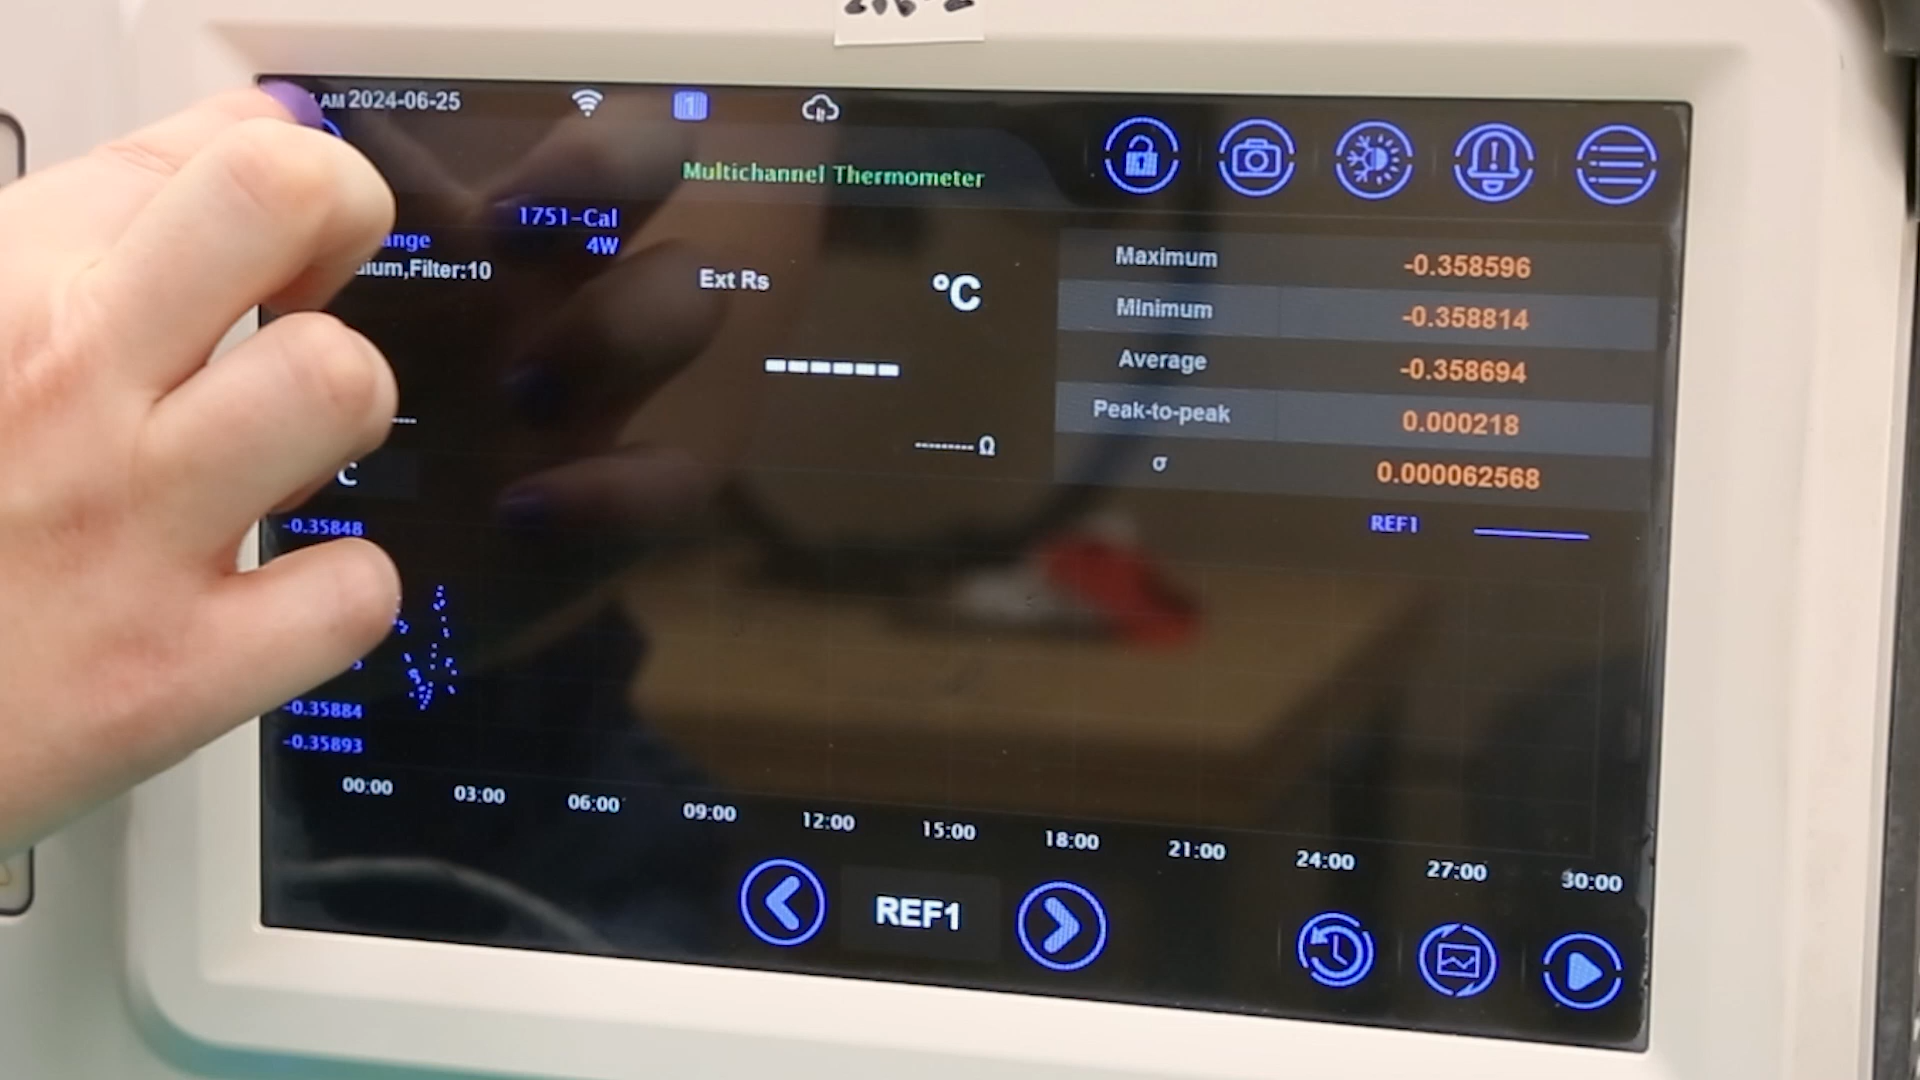 AM 2024-06-25
Multichannel Thermometer
1751-Cal
4W
Filter:10
Ext Rs
°C
------
--------- Ω
Maximum -0.358596
Minimum -0.358814
Average -0.358694
Peak-to-peak 0.000218
σ 0.000062568
REF1
C
-0.35848
-0.35884
-0.35893
00:00 03:00 06:00 09:00 12:00 15:00 18:00 21:00 24:00 27:00 30:00
REF1